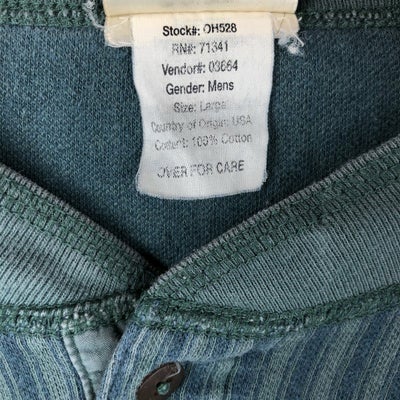 Stock#: OH528
RN#: 71341
Vendor#: 03664
Gender: Mens
Size: Large
Country of Origin: USA
Content: 100% Cotton
OVER FOR CARE